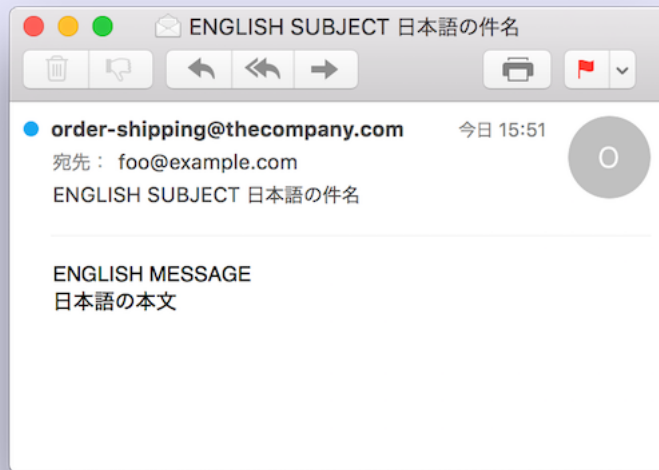 ENGLISH SUBJECT 日本語の件名
order-shipping@thecompany.com 今日 15:51
O
宛先： foo@example.com
ENGLISH SUBJECT 日本語の件名
ENGLISH MESSAGE
日本語の本文